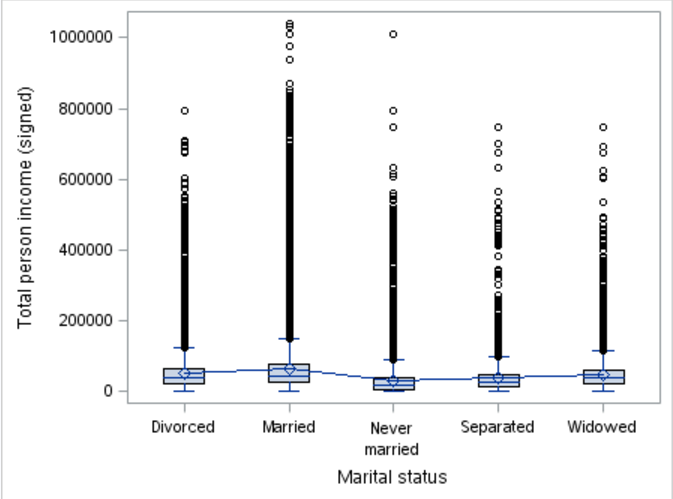 1000000
800000
600000
400000
200000
0
Total person income (signed)
Divorced
Married
Never
married
Separated
Widowed
Marital status